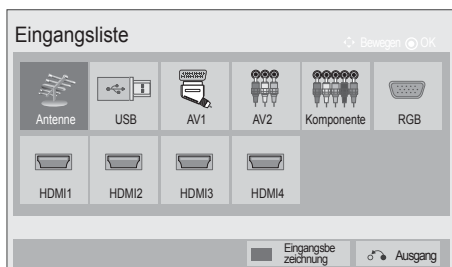 Eingangsliste
Bewegen OK
Antenne USB AV1 AV2 Komponente RGB
HDMI1 HDMI2 HDMI3 HDMI4
Eingangsbe
zeichnung
Ausgang